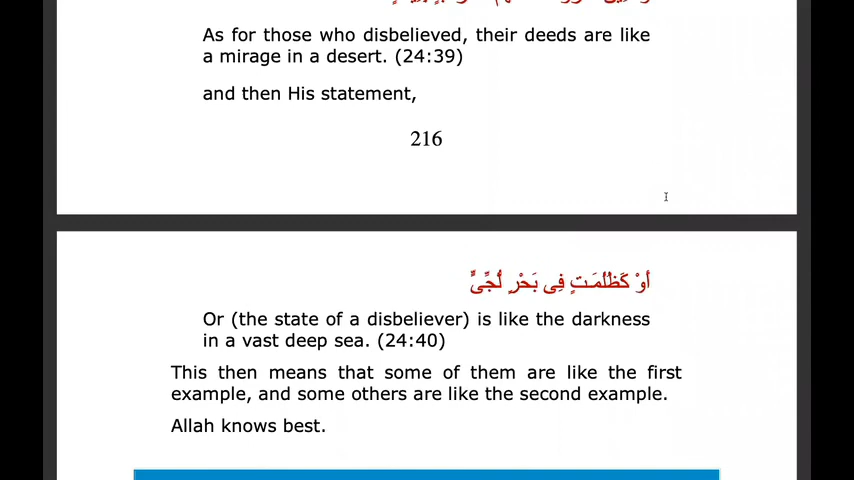 As for those who disbelieved, their deeds are like
a mirage in a desert. (24:39)
and then His statement,
216
أَوْ كَظُلُمَـتٍ فِى بَحْرٍ لُّجِّىٍّ
Or (the state of a disbeliever) is like the darkness
in a vast deep sea. (24:40)
This then means that some of them are like the first
example, and some others are like the second example.
Allah knows best.